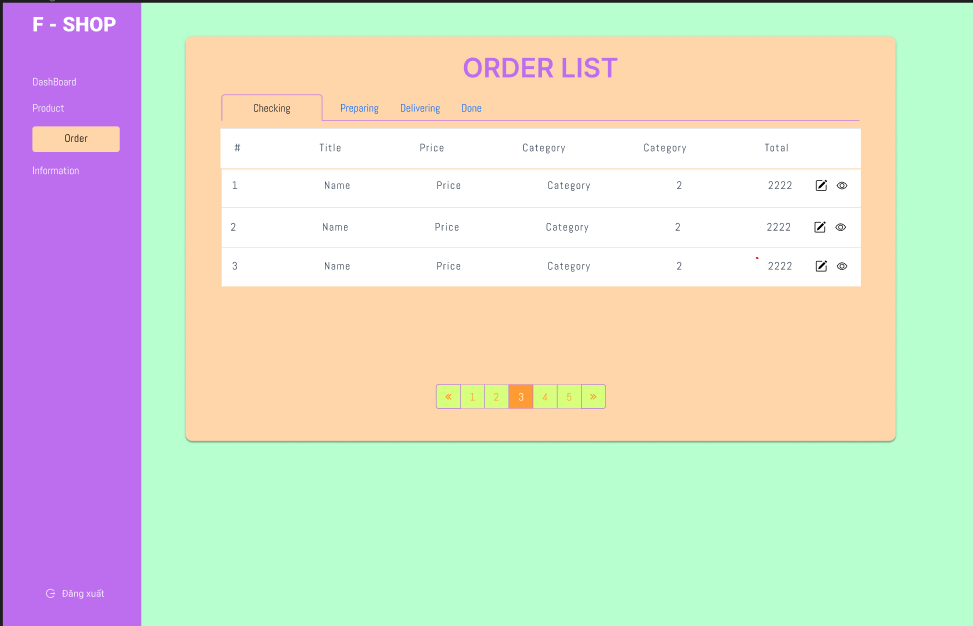 F - SHOP
DashBoard
Product
Order
Information
Đăng xuất
ORDER LIST
Checking Preparing Delivering Done
# Title Price Category Category Total
1 Name Price Category 2 2222
2 Name Price Category 2 2222
3 Name Price Category 2 2222
« 1 2 3 4 5 »